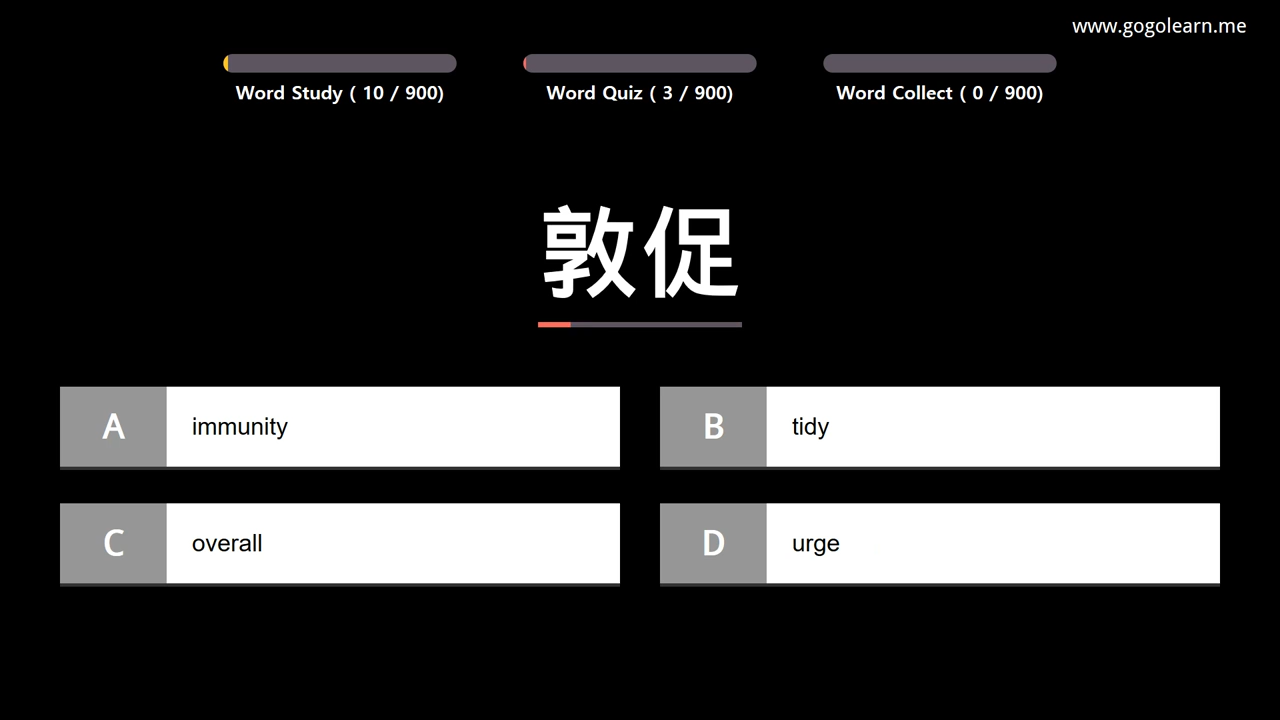 www.gogolearn.me
Word Study ( 10 / 900)
Word Quiz ( 3 / 900)
Word Collect ( 0 / 900)
敦促
A immunity
B tidy
C overall
D urge